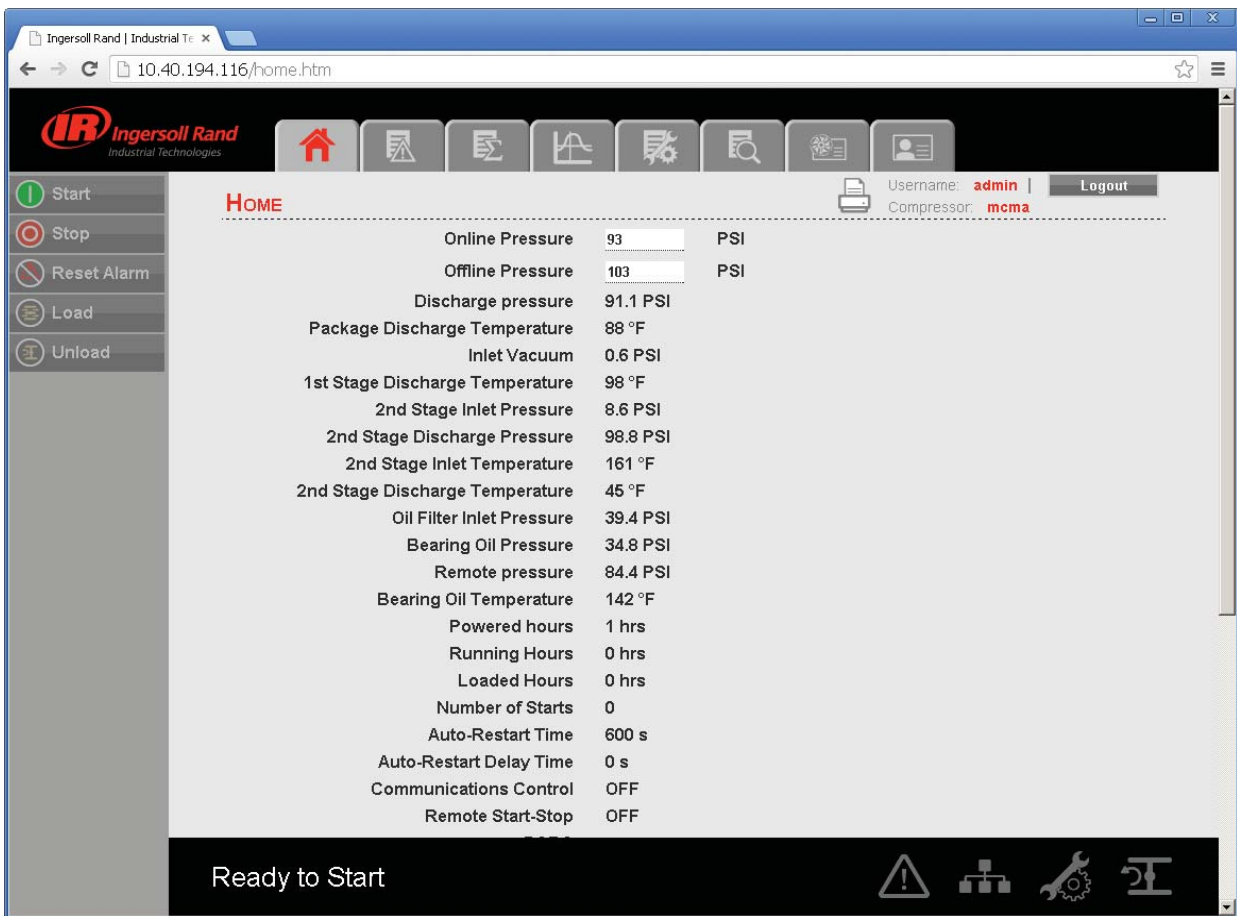 Ingersoll Rand | Industrial Te
10.40.194.116/home.htm
IR Ingersoll Rand
Industrial Technologies
Start
Stop
Reset Alarm
Load
Unload
HOME
Username: admin | Logout
Compressor: mcma
Online Pressure 93 PSI
Offline Pressure 103 PSI
Discharge pressure 91.1 PSI
Package Discharge Temperature 88 °F
Inlet Vacuum 0.6 PSI
1st Stage Discharge Temperature 98 °F
2nd Stage Inlet Pressure 8.6 PSI
2nd Stage Discharge Pressure 98.8 PSI
2nd Stage Inlet Temperature 161 °F
2nd Stage Discharge Temperature 45 °F
Oil Filter Inlet Pressure 39.4 PSI
Bearing Oil Pressure 34.8 PSI
Remote pressure 84.4 PSI
Bearing Oil Temperature 142 °F
Powered hours 1 hrs
Running Hours 0 hrs
Loaded Hours 0 hrs
Number of Starts 0
Auto-Restart Time 600 s
Auto-Restart Delay Time 0 s
Communications Control OFF
Remote Start-Stop OFF
Ready to Start